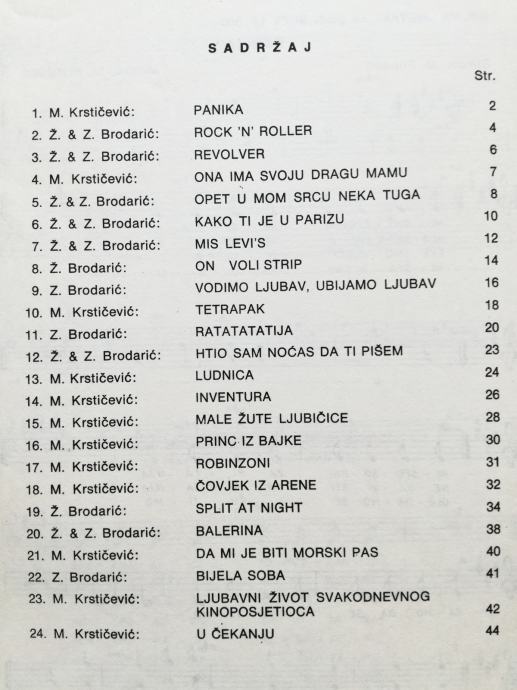 SADRŽAJ
Str.
1. M. Krstičević: PANIKA 2
2. Ž. & Z. Brodarić: ROCK 'N' ROLLER 4
3. Ž. & Z. Brodarić: REVOLVER 6
4. M. Krstičević: ONA IMA SVOJU DRAGU MAMU 7
5. Ž. & Z. Brodarić: OPET U MOM SRCU NEKA TUGA 8
6. Ž. & Z. Brodarić: KAKO TI JE U PARIZU 10
7. Ž. & Z. Brodarić: MIS LEVI'S 12
8. Ž. Brodarić: ON VOLI STRIP 14
9. Z. Brodarić: VODIMO LJUBAV, UBIJAMO LJUBAV 16
10. M. Krstičević: TETRAPAK 18
11. Z. Brodarić: RATATATATIJA 20
12. Ž. & Z. Brodarić: HTIO SAM NOĆAS DA TI PIŠEM 23
13. M. Krstičević: LUDNICA 24
14. M. Krstičević: INVENTURA 26
15. M. Krstičević: MALE ŽUTE LJUBIČICE 28
16. M. Krstičević: PRINC IZ BAJKE 30
17. M. Krstičević: ROBINZONI 31
18. M. Krstičević: ČOVJEK IZ ARENE 32
19. Ž. Brodarić: SPLIT AT NIGHT 34
20. Ž. & Z. Brodarić: BALERINA 38
21. M. Krstičević: DA MI JE BITI MORSKI PAS 40
22. Z. Brodarić: BIJELA SOBA 41
23. M. Krstičević: LJUBAVNI ŽIVOT SVAKODNEVNOG
KINOPOSJETIOCA 42
24. M. Krstičević: U ČEKANJU 44